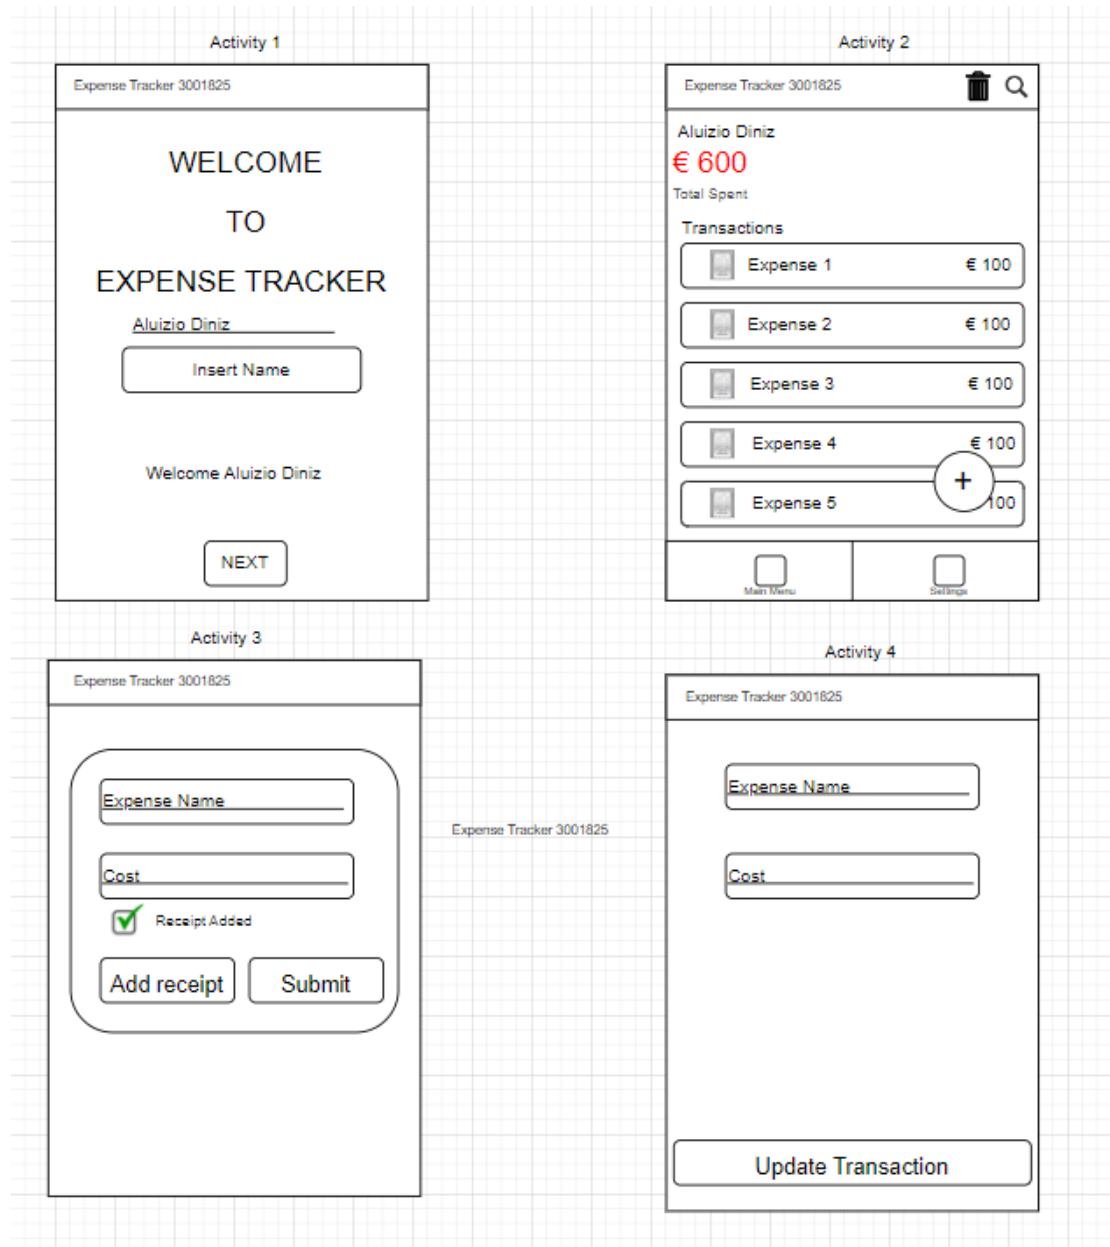 Activity 1
Expense Tracker 3001825
WELCOME
TO
EXPENSE TRACKER
Aluizio Diniz
Insert Name
Welcome Aluizio Diniz
NEXT
Activity 2
Expense Tracker 3001825
Aluizio Diniz
€ 600
Total Spent
Transactions
Expense 1 € 100
Expense 2 € 100
Expense 3 € 100
Expense 4 € 100
+
Expense 5 100
Main Menu Settings
Activity 3
Expense Tracker 3001825
Expense Name
Cost
Receipt Added
Add receipt Submit
Expense Tracker 3001825
Activity 4
Expense Tracker 3001825
Expense Name
Cost
Update Transaction